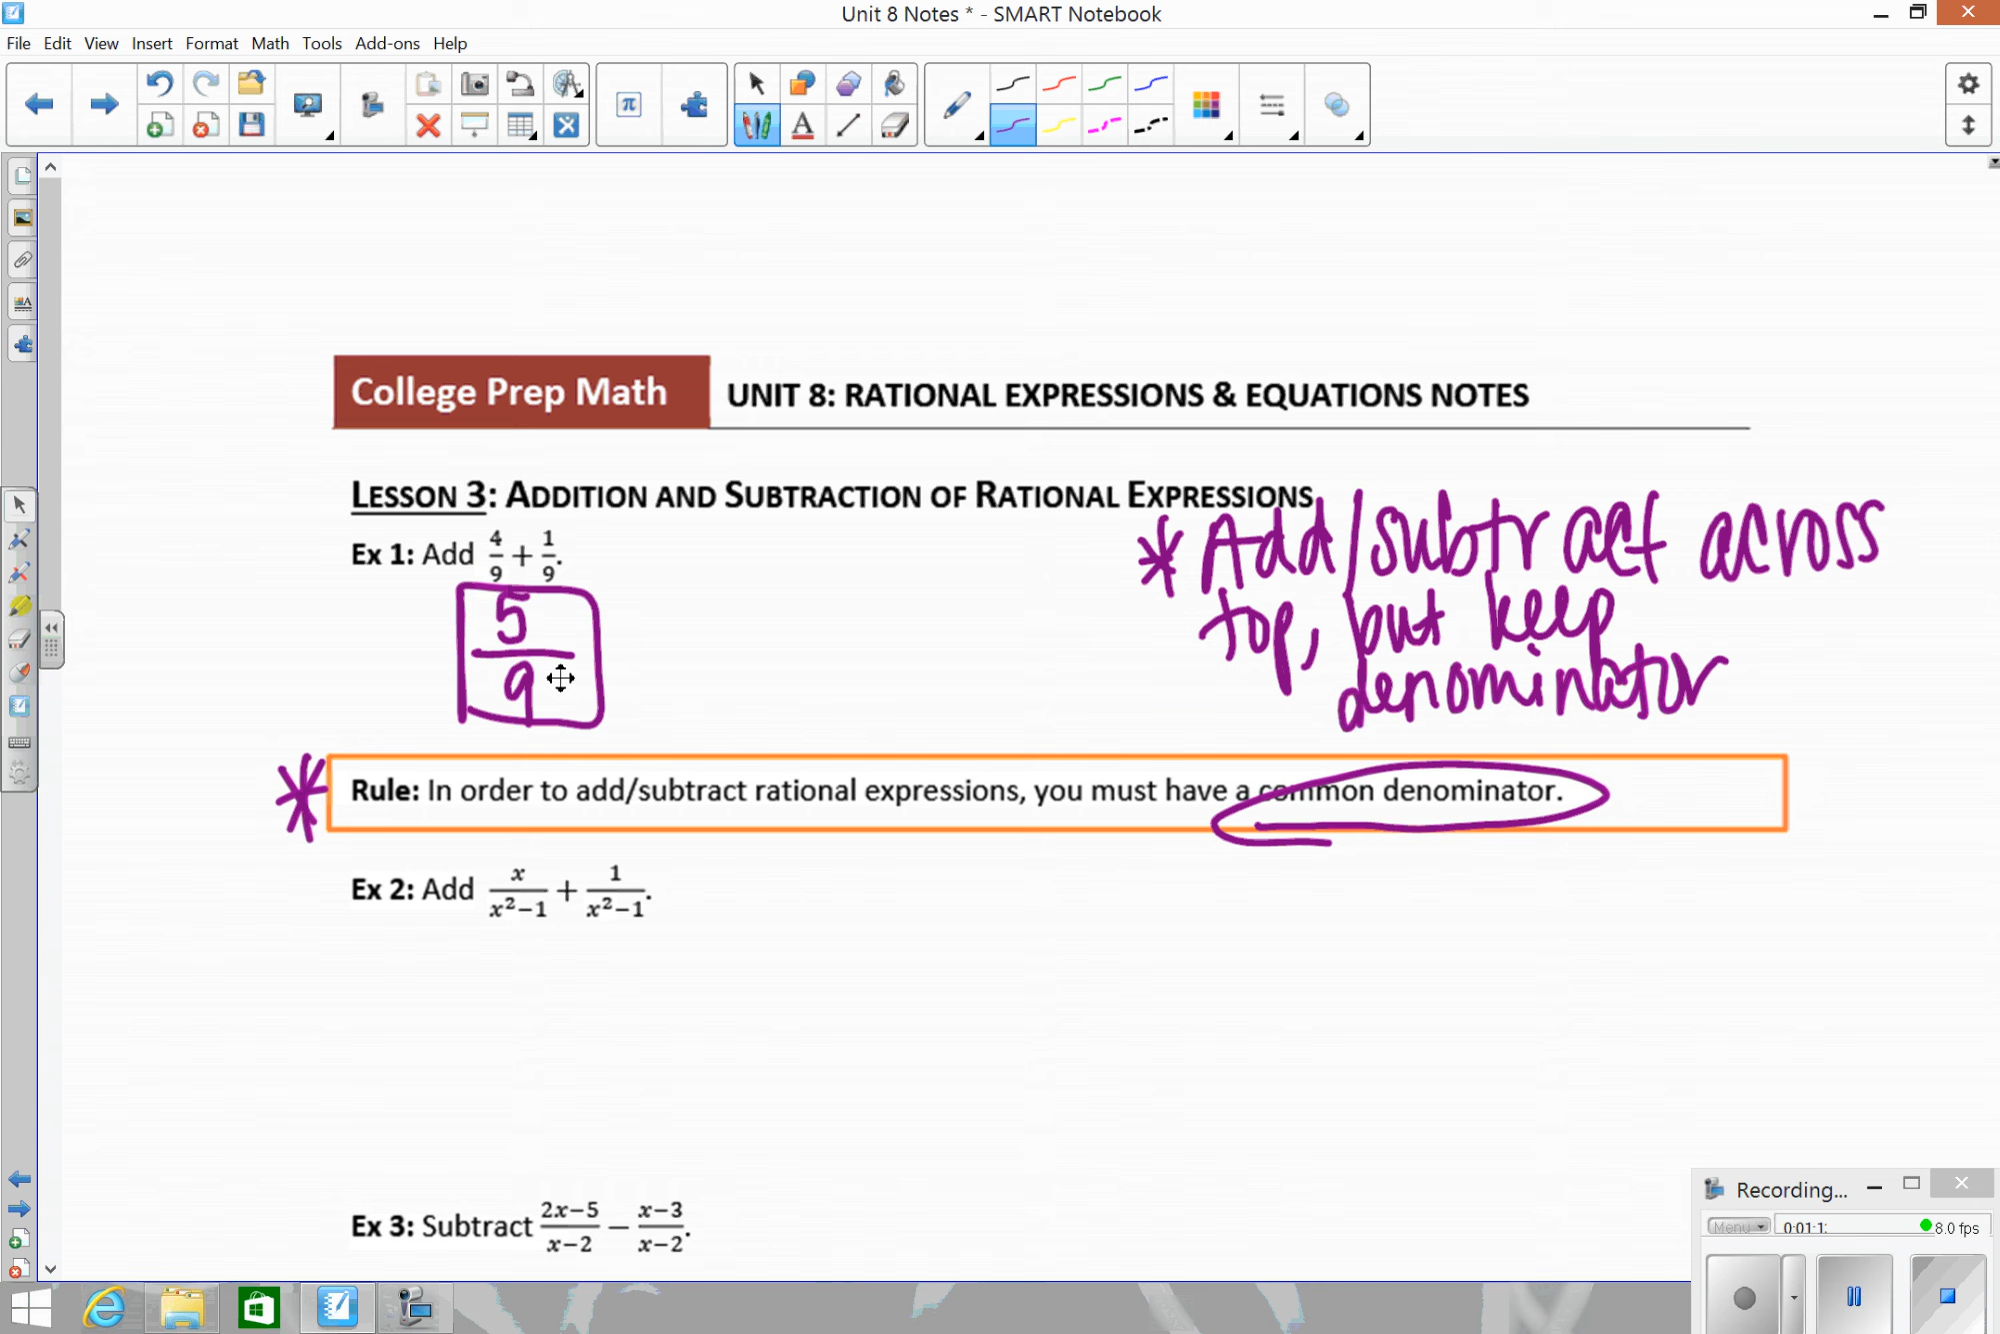 Unit 8 Notes * - SMART Notebook
File Edit View Insert Format Math Tools Add-ons Help
College Prep Math UNIT 8: RATIONAL EXPRESSIONS & EQUATIONS NOTES
LESSON 3: ADDITION AND SUBTRACTION OF RATIONAL EXPRESSIONS
Ex 1: Add 4/9 + 1/9.
* Add/subtract across
top, but keep
denominator
5
9
* Rule: In order to add/subtract rational expressions, you must have a common denominator.
Ex 2: Add x/(x²−1) + 1/(x²−1).
Ex 3: Subtract (2x−5)/(x−2) − (x−3)/(x−2).
Recording...
Menu 0:01:1 8.0 fps